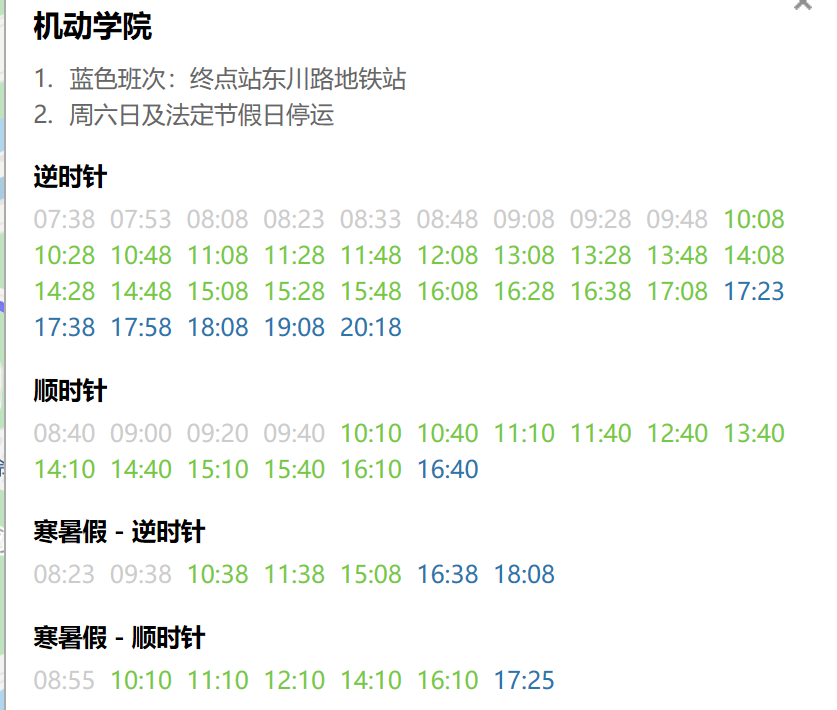 机动学院
1. 蓝色班次：终点站东川路地铁站
2. 周六日及法定节假日停运
逆时针
07:38 07:53 08:08 08:23 08:33 08:48 09:08 09:28 09:48 10:08
10:28 10:48 11:08 11:28 11:48 12:08 13:08 13:28 13:48 14:08
14:28 14:48 15:08 15:28 15:48 16:08 16:28 16:38 17:08 17:23
17:38 17:58 18:08 19:08 20:18
顺时针
08:40 09:00 09:20 09:40 10:10 10:40 11:10 11:40 12:40 13:40
14:10 14:40 15:10 15:40 16:10 16:40
寒暑假 - 逆时针
08:23 09:38 10:38 11:38 15:08 16:38 18:08
寒暑假 - 顺时针
08:55 10:10 11:10 12:10 14:10 16:10 17:25